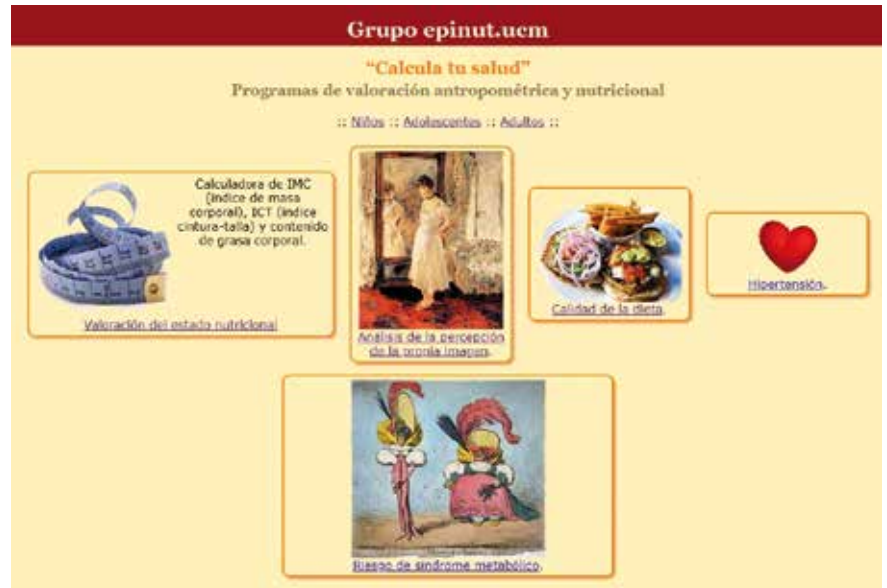 Grupo epinut.ucm
“Calcula tu salud”
Programas de valoración antropométrica y nutricional
:: Niños :: Adolescentes :: Adultos ::
Calculadora de IMC
(índice de masa
corporal), ICT (índice
cintura-talla) y contenido
de grasa corporal.
Valoración del estado nutricional
Análisis de la percepción
de la propia imagen.
Calidad de la dieta.
Hipertensión.
Riesgo de síndrome metabólico.